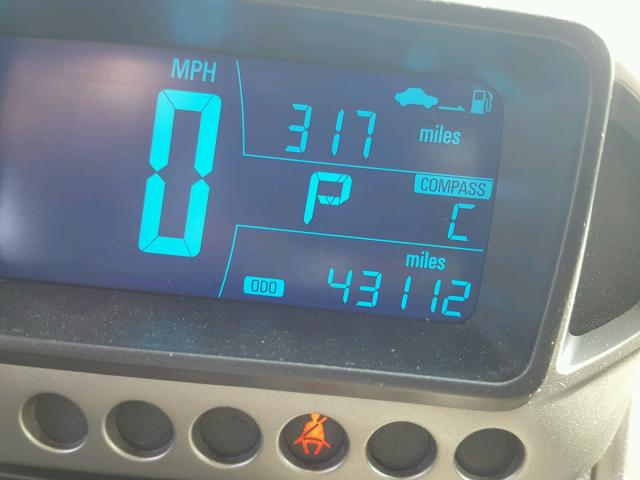 MPH
0
317
miles
P
COMPASS
C
miles
ODO
43112